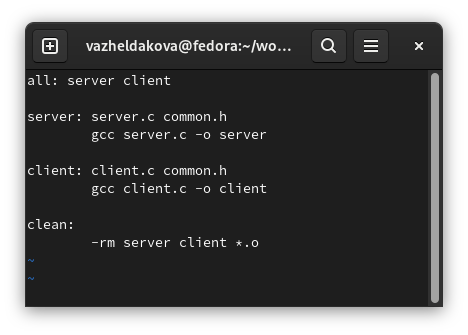 vazheldakova@fedora:~/wo...
all: server client
server: server.c common.h
gcc server.c -o server
client: client.c common.h
gcc client.c -o client
clean:
-rm server client *.o
~
~